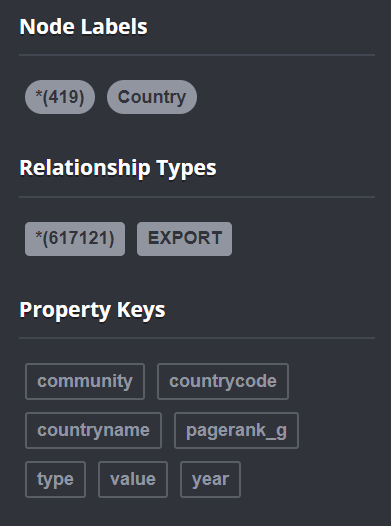 Node Labels
*(419) Country
Relationship Types
*(617121) EXPORT
Property Keys
community countrycode
countryname pagerank_g
type value year